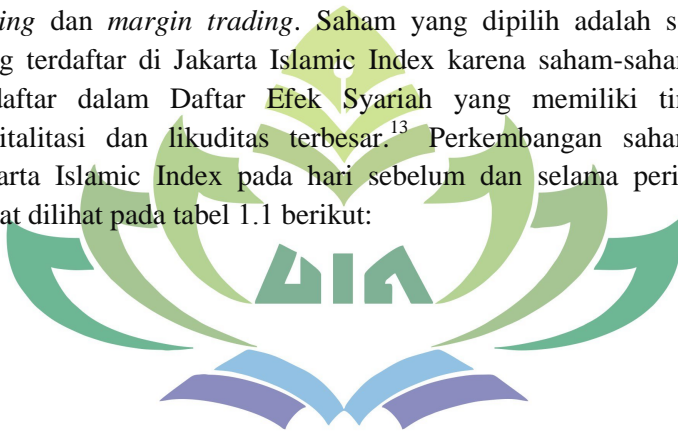 ing dan margin trading. Saham yang dipilih adalah s
g terdaftar di Jakarta Islamic Index karena saham-saham
daftar dalam Daftar Efek Syariah yang memiliki tin
italitasi dan likuditas terbesar.13 Perkembangan saham
arta Islamic Index pada hari sebelum dan selama peri
at dilihat pada tabel 1.1 berikut:
UIN